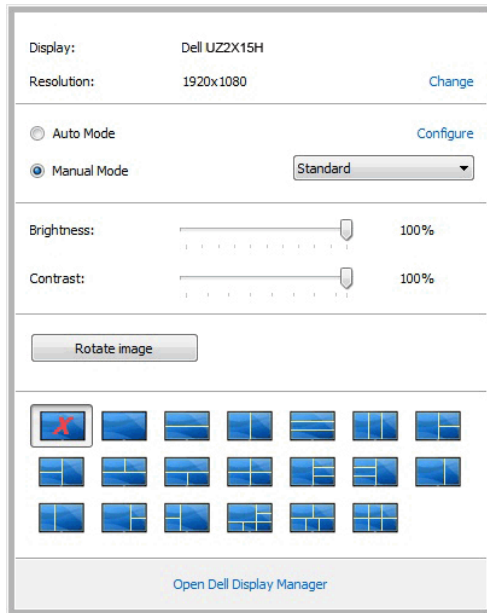 Display: Dell UZ2X15H
Resolution: 1920x1080 Change
Auto Mode Configure
Manual Mode Standard
Brightness: 100%
Contrast: 100%
Rotate image
X
Open Dell Display Manager